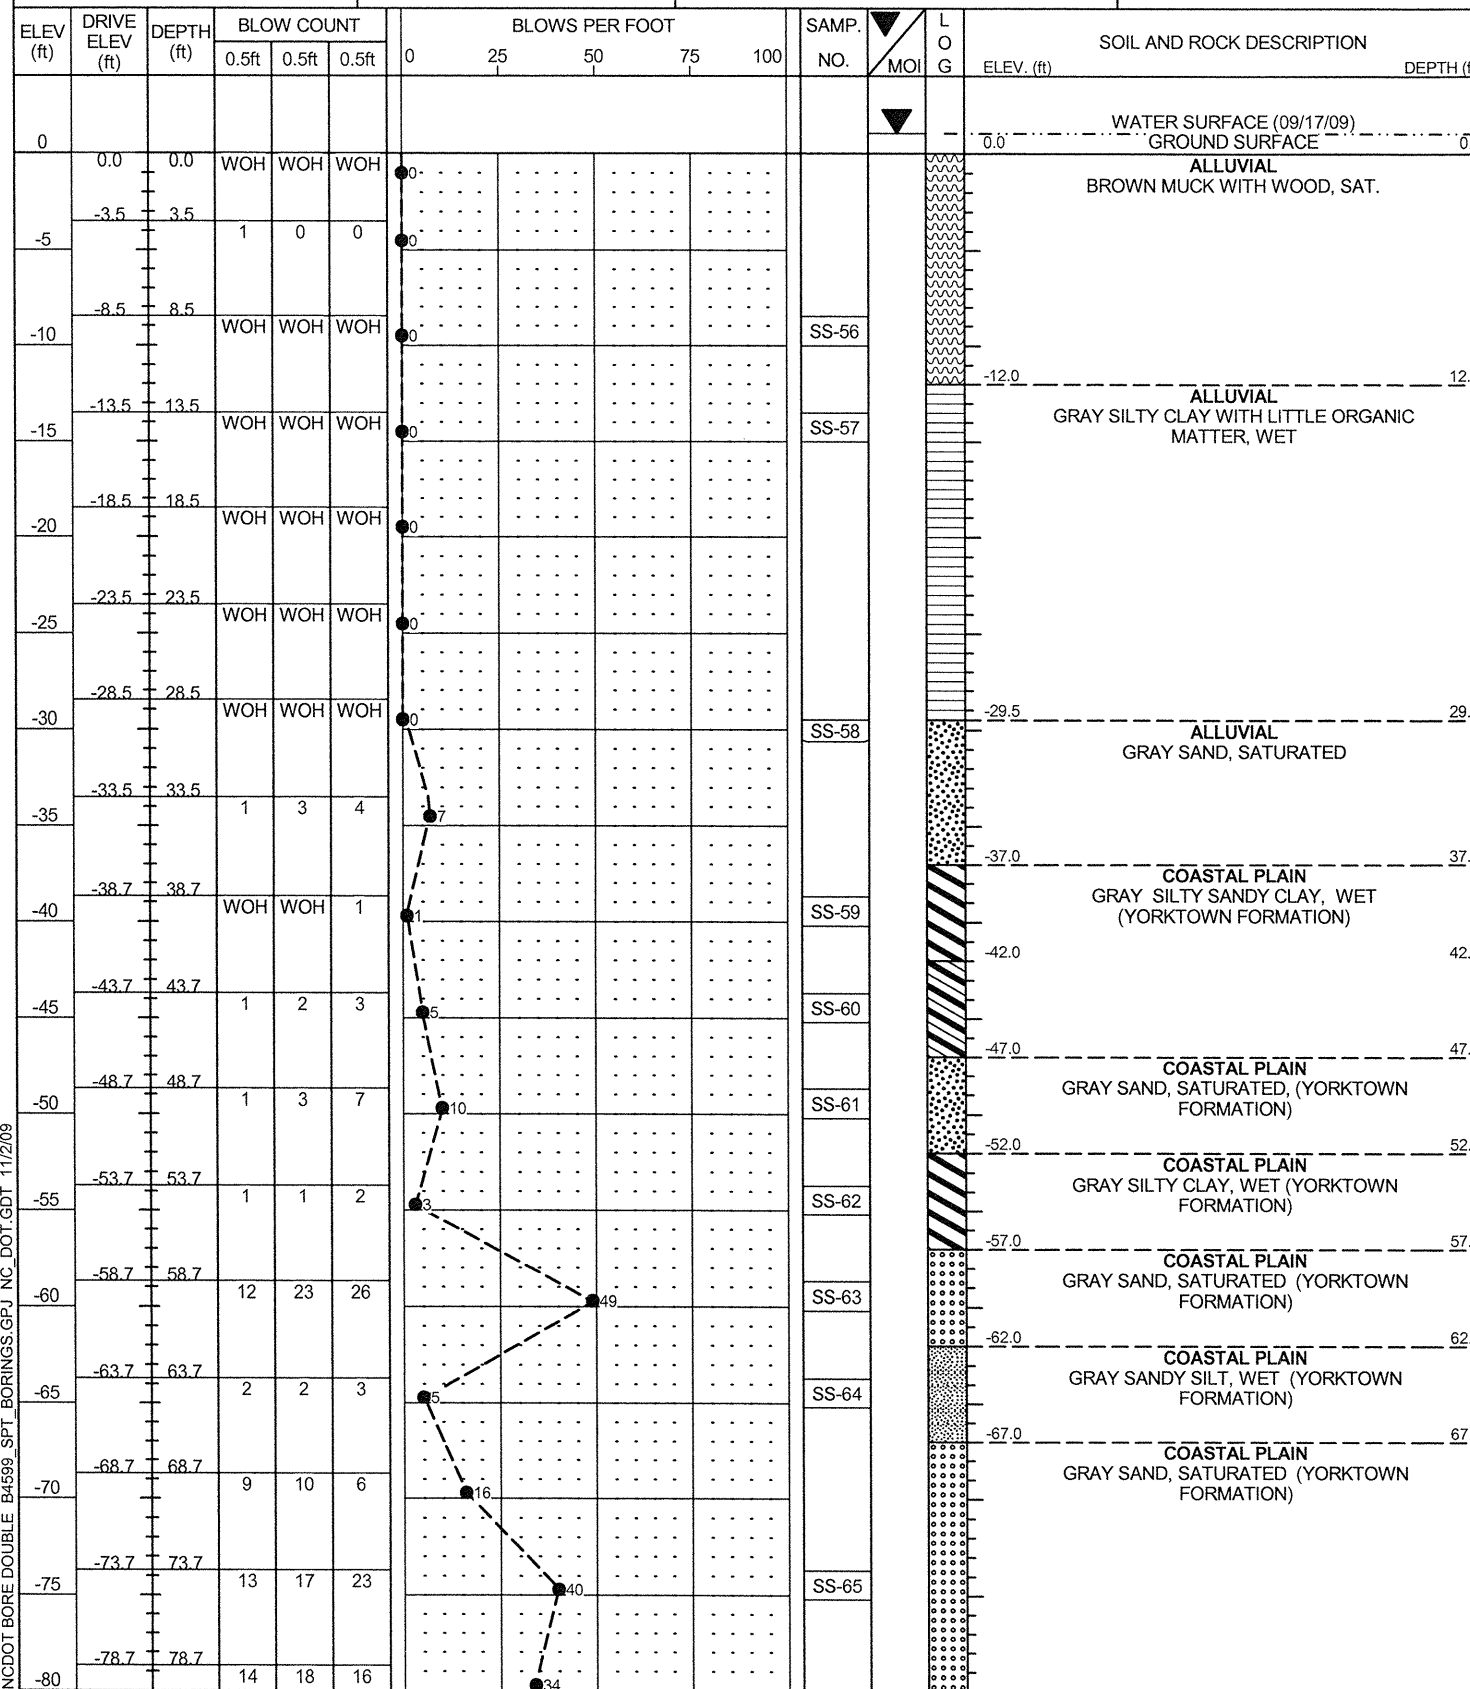 ELEV (ft) DRIVE ELEV (ft) DEPTH (ft) BLOW COUNT BLOWS PER FOOT SAMP. NO. MOI LOG SOIL AND ROCK DESCRIPTION
0.5ft 0.5ft 0.5ft 0 25 50 75 100 ELEV. (ft) DEPTH (f
WATER SURFACE (09/17/09)
0 0.0 GROUND SURFACE 0.
0.0 0.0 WOH WOH WOH 0 ALLUVIAL
BROWN MUCK WITH WOOD, SAT.
-3.5 3.5
-5 1 0 0 0
-8.5 8.5
-10 WOH WOH WOH 0 SS-56
-12.0 12.
ALLUVIAL
-13.5 13.5 GRAY SILTY CLAY WITH LITTLE ORGANIC
-15 WOH WOH WOH 0 SS-57 MATTER, WET
-18.5 18.5
-20 WOH WOH WOH 0
-23.5 23.5
-25 WOH WOH WOH 0
-28.5 28.5
-30 WOH WOH WOH 0 -29.5 29.
SS-58 ALLUVIAL
GRAY SAND, SATURATED
-33.5 33.5
-35 1 3 4 7
-37.0 37.
COASTAL PLAIN
-38.7 38.7 GRAY SILTY SANDY CLAY, WET
-40 WOH WOH 1 1 SS-59 (YORKTOWN FORMATION)
-42.0 42.
-43.7 43.7
-45 1 2 3 5 SS-60
-47.0 47.
COASTAL PLAIN
-48.7 48.7 GRAY SAND, SATURATED, (YORKTOWN
-50 1 3 7 10 SS-61 FORMATION)
-52.0 52.
COASTAL PLAIN
-53.7 53.7 GRAY SILTY CLAY, WET (YORKTOWN
-55 1 1 2 3 SS-62 FORMATION)
-57.0 57.
COASTAL PLAIN
-58.7 58.7 GRAY SAND, SATURATED (YORKTOWN
-60 12 23 26 49 SS-63 FORMATION)
-62.0 62.
COASTAL PLAIN
-63.7 63.7 GRAY SANDY SILT, WET (YORKTOWN
-65 2 2 3 5 SS-64 FORMATION)
-67.0 67
COASTAL PLAIN
-68.7 68.7 GRAY SAND, SATURATED (YORKTOWN
-70 9 10 6 16 FORMATION)
-73.7 73.7
-75 13 17 23 40 SS-65
-78.7 78.7
-80 14 18 16 34
NCDOT BORE DOUBLE B4599_SPT_BORINGS.GPJ NC_DOT.GDT 11/2/09